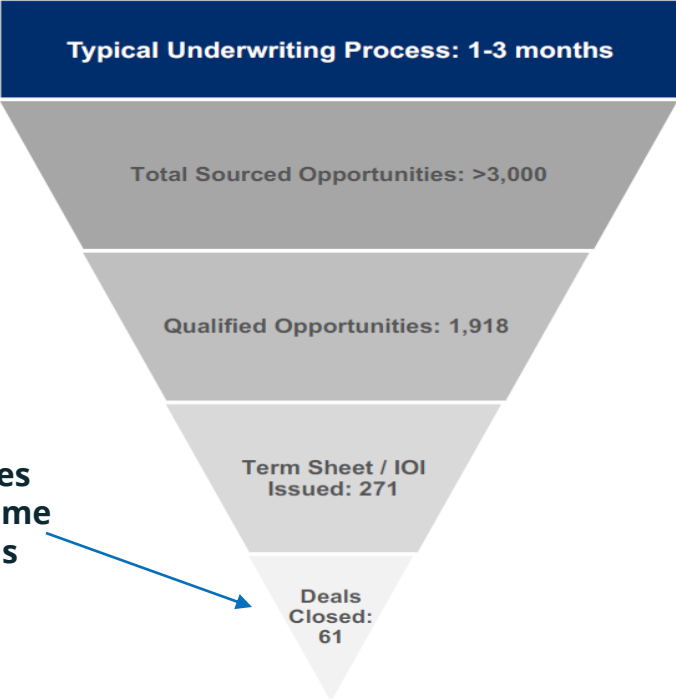 Typical Underwriting Process: 1-3 months
Total Sourced Opportunities: >3,000
Qualified Opportunities: 1,918
Term Sheet / IOI
Issued: 271
Deals
Closed:
61